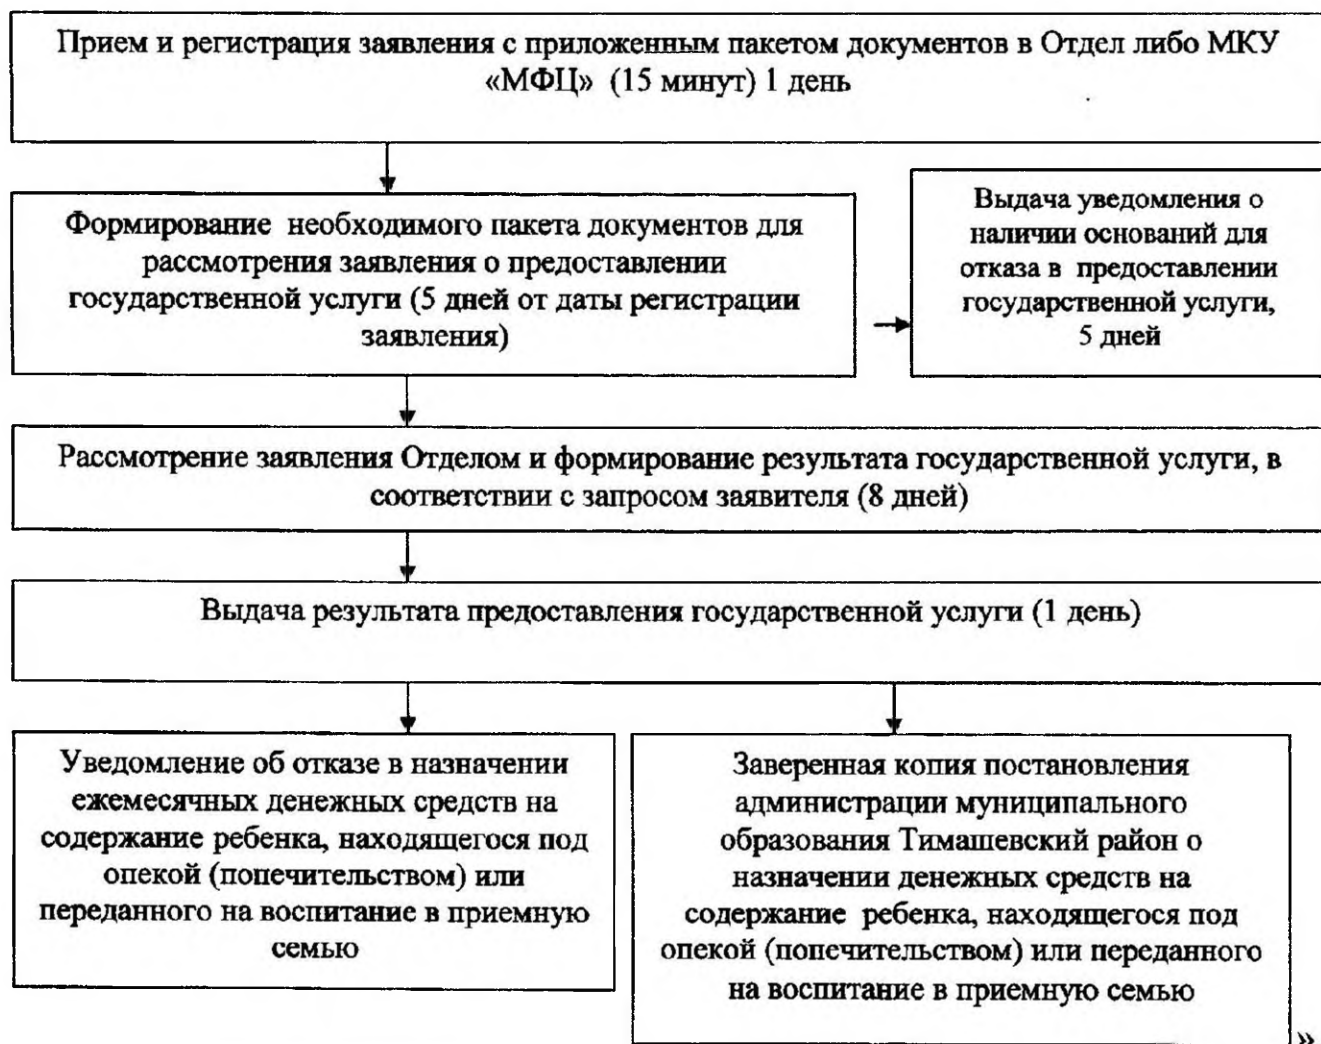 Прием и регистрация заявления с приложенным пакетом документов в Отдел либо МКУ
«МФЦ» (15 минут) 1 день
Формирование необходимого пакета документов для
рассмотрения заявления о предоставлении
государственной услуги (5 дней от даты регистрации
заявления)
Выдача уведомления о
наличии оснований для
отказа в предоставлении
государственной услуги,
5 дней
Рассмотрение заявления Отделом и формирование результата государственной услуги, в
соответствии с запросом заявителя (8 дней)
Выдача результата предоставления государственной услуги (1 день)
Уведомление об отказе в назначении
ежемесячных денежных средств на
содержание ребенка, находящегося под
опекой (попечительством) или
переданного на воспитание в приемную
семью
Заверенная копия постановления
администрации муниципального
образования Тимашевский район о
назначении денежных средств на
содержание ребенка, находящегося под
опекой (попечительством) или переданного
на воспитание в приемную семью
»